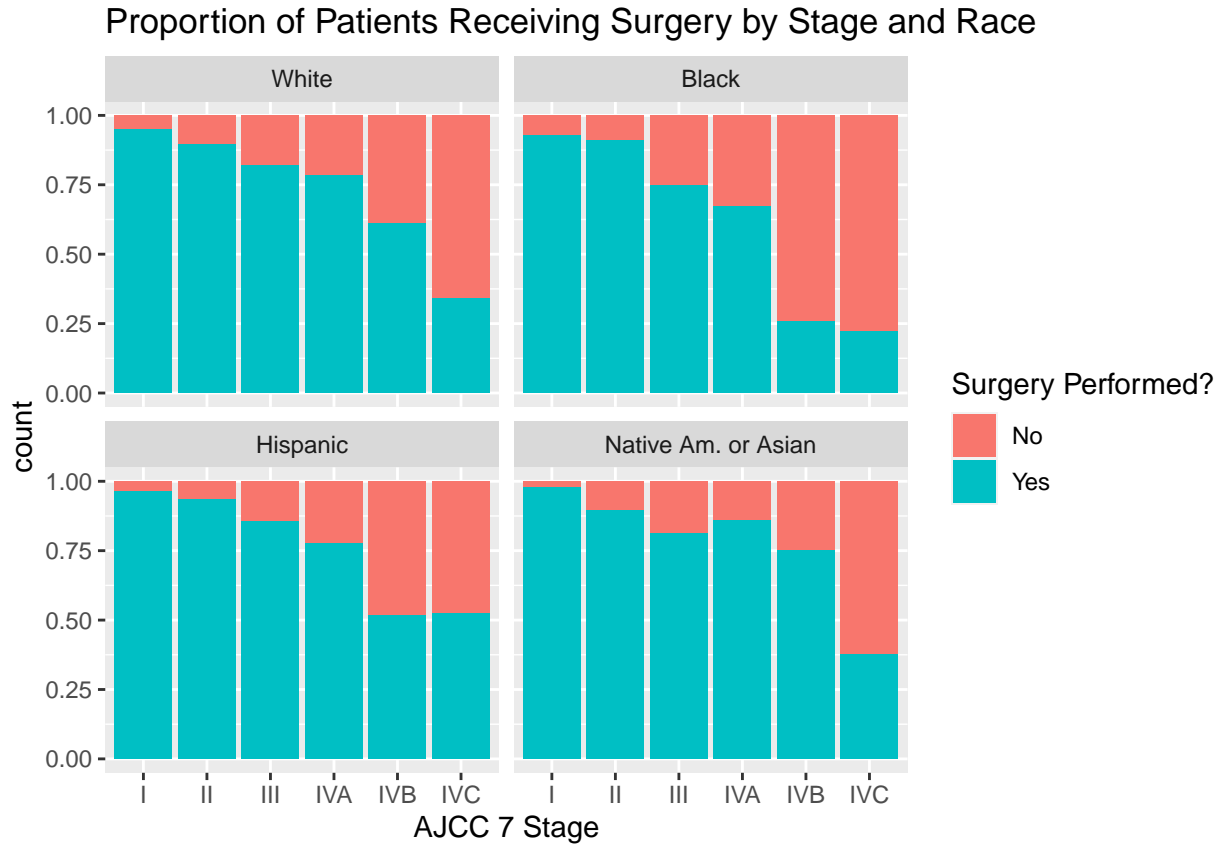 Proportion of Patients Receiving Surgery by Stage and Race
White
Black
1.00
0.75
0.50
0.25
0.00
Hispanic
Native Am. or Asian
1.00
0.75
0.50
0.25
0.00
count
I II III IVA IVB IVC
I II III IVA IVB IVC
AJCC 7 Stage
Surgery Performed?
No
Yes